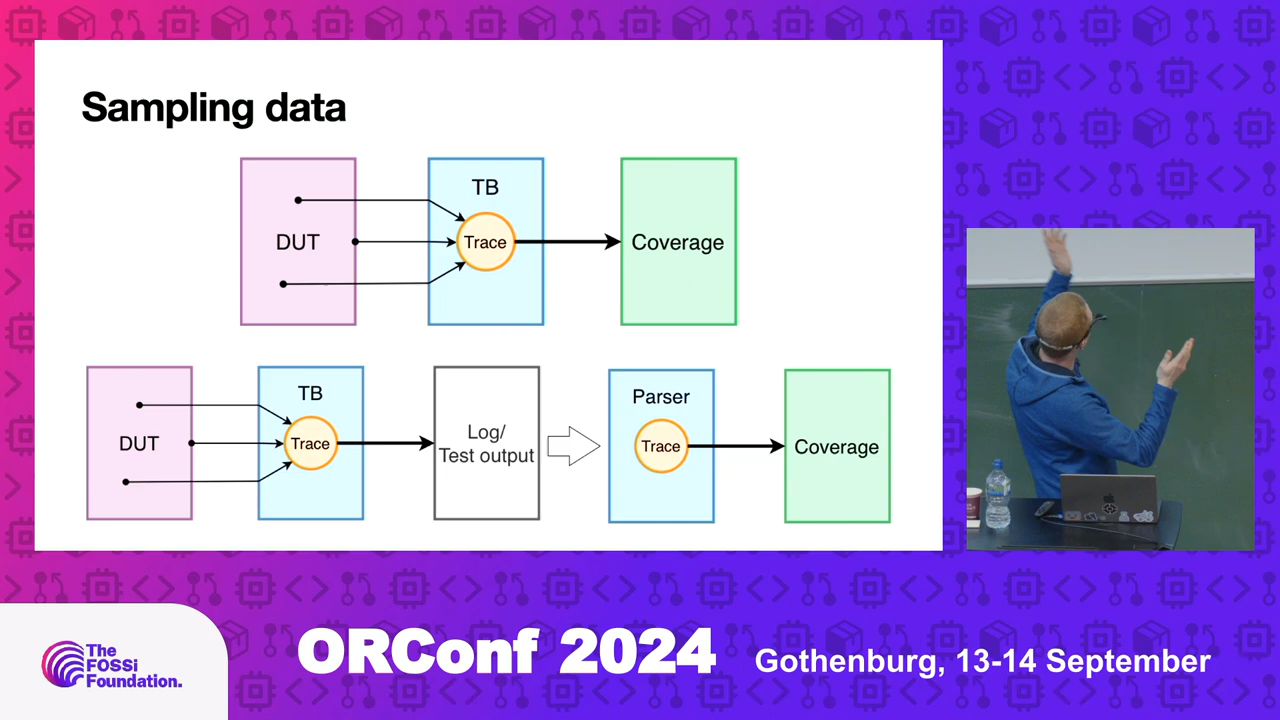 Sampling data
DUT
TB
Trace
Coverage
DUT
TB
Trace
Log/
Test output
Parser
Trace
Coverage
The
FOSSi
Foundation.
ORConf 2024
Gothenburg, 13-14 September